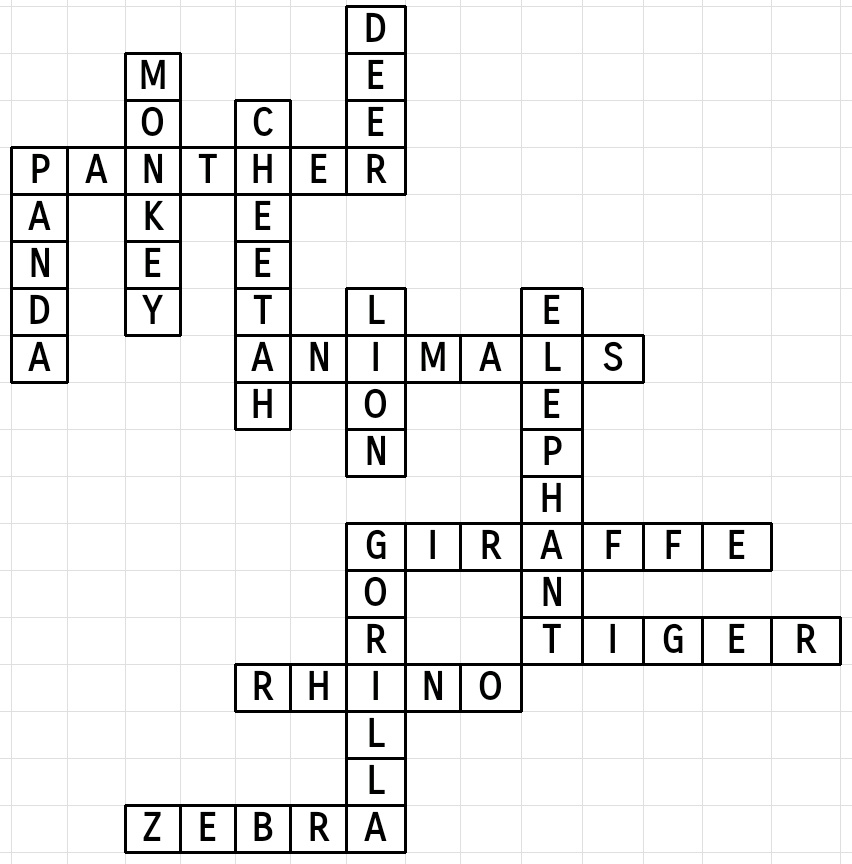 D
M E
O C E
P A N T H E R
A K E
N E E
D Y T L E
A A N I M A L S
H O E
N P
H
G I R A F F E
O N
R T I G E R
R H I N O
L
L
Z E B R A